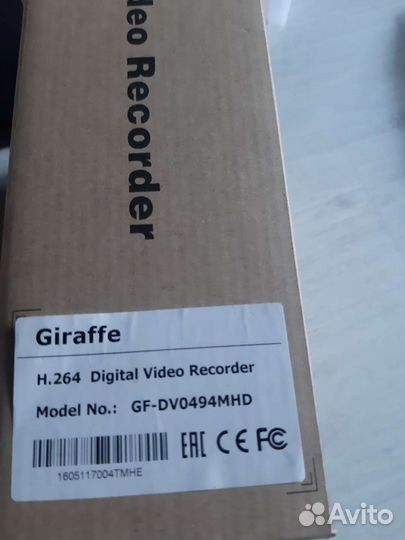 deo Recorder
Giraffe
H.264 Digital Video Recorder
Model No.: GF-DV0494MHD
EAC CE FC
1605117004TMHE
Avito